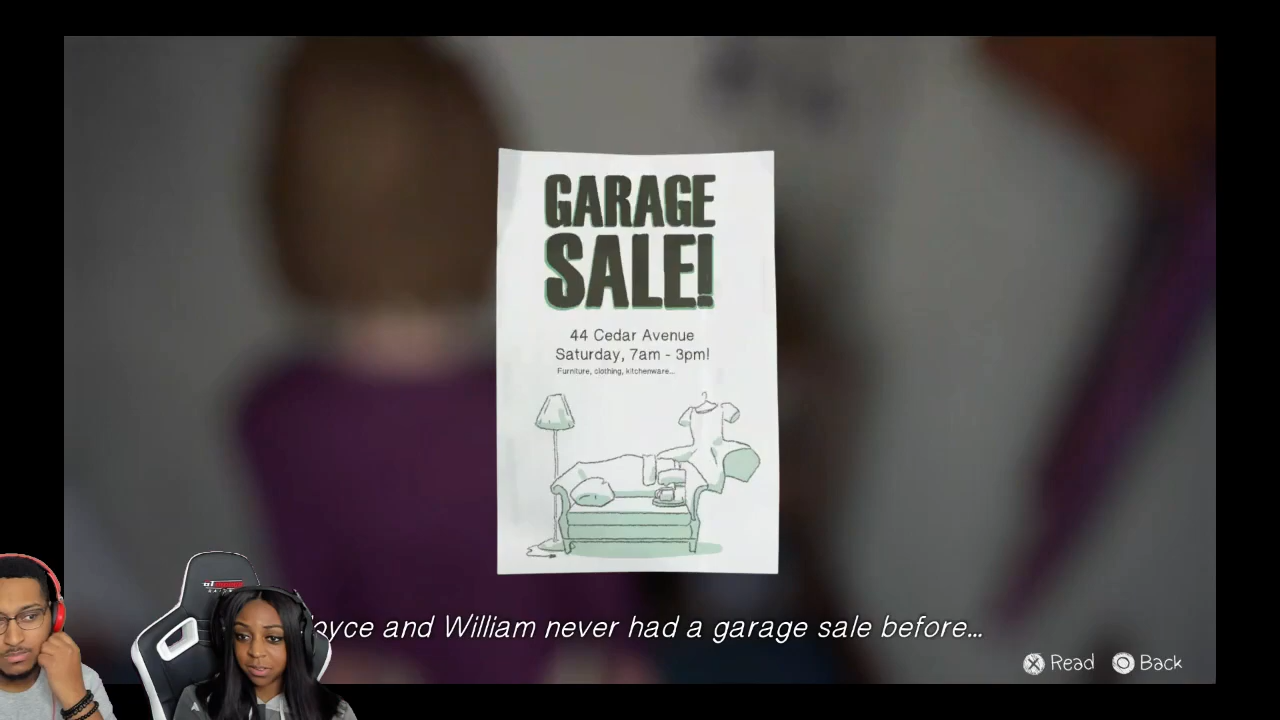 GARAGE
SALE!
44 Cedar Avenue
Saturday, 7am - 3pm!
Furniture, clothing, kitchenware...
oyce and William never had a garage sale before...
Read Back